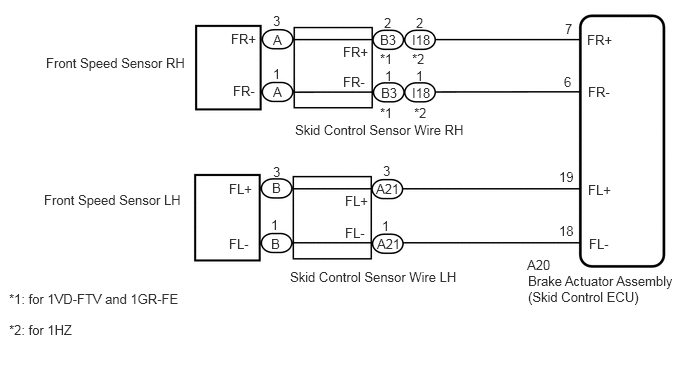 3 2 2 7
FR+ A FR+ B3 I18 FR+
*1 *2
Front Speed Sensor RH
1 1 1 6
FR- A FR- B3 I18 FR-
*1 *2
Skid Control Sensor Wire RH
3 3 19
FL+ B FL+ A21 FL+
Front Speed Sensor LH
1 1 18
FL- B FL- A21 FL-
A20
Skid Control Sensor Wire LH
Brake Actuator Assembly
(Skid Control ECU)
*1: for 1VD-FTV and 1GR-FE
*2: for 1HZ